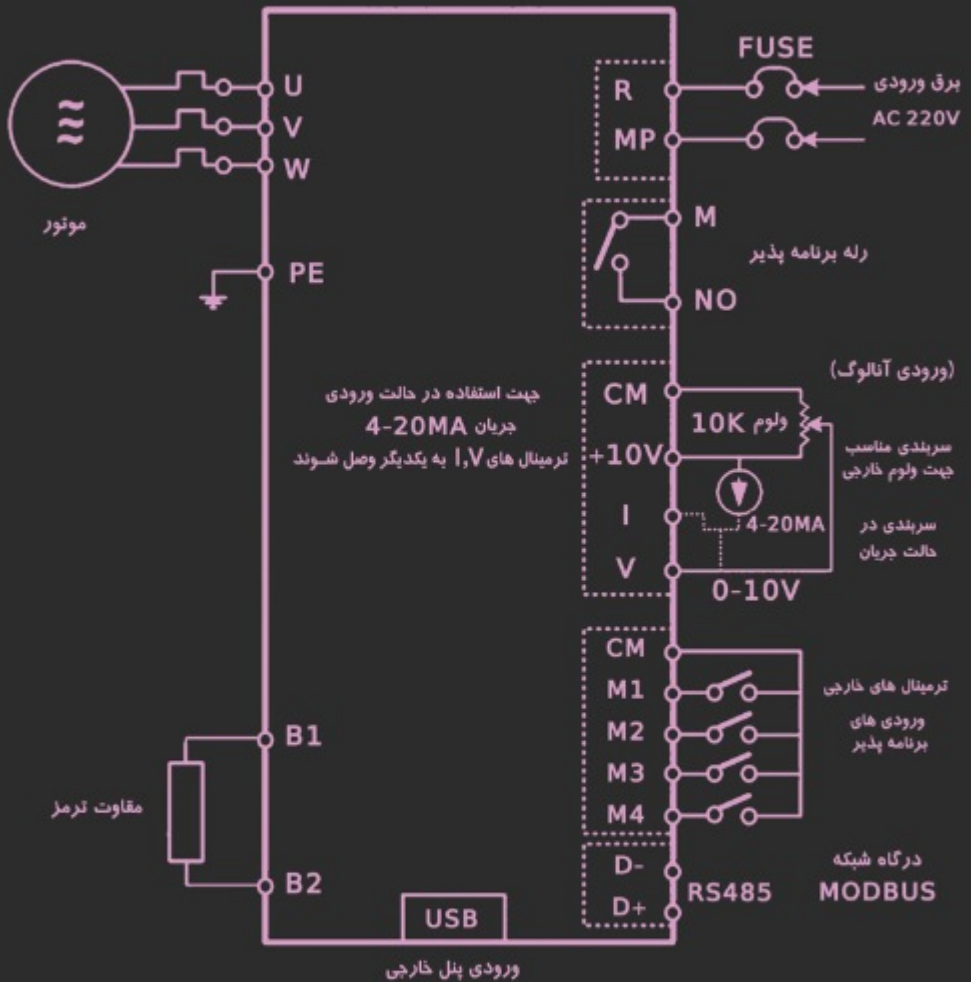 FUSE
R
برق ورودی
AC 220V
MP
U
V
W
موتور
PE
M
رله برنامه پذیر
NO
(ورودی آنالوگ)
CM
ولوم 10K
+10V
سربندی مناسب
جهت ولوم خارجی
جهت استفاده در حالت ورودی
جریان 4-20MA
ترمینال های I,V به یکدیگر وصل شوند
I
4-20MA
سربندی در
حالت جریان
V
0-10V
CM
M1
M2
M3
M4
ترمینال های خارجی
ورودی های
برنامه پذیر
B1
مقاوت ترمز
B2
D-
D+
RS485
درگاه شبکه
MODBUS
USB
ورودی پنل خارجی